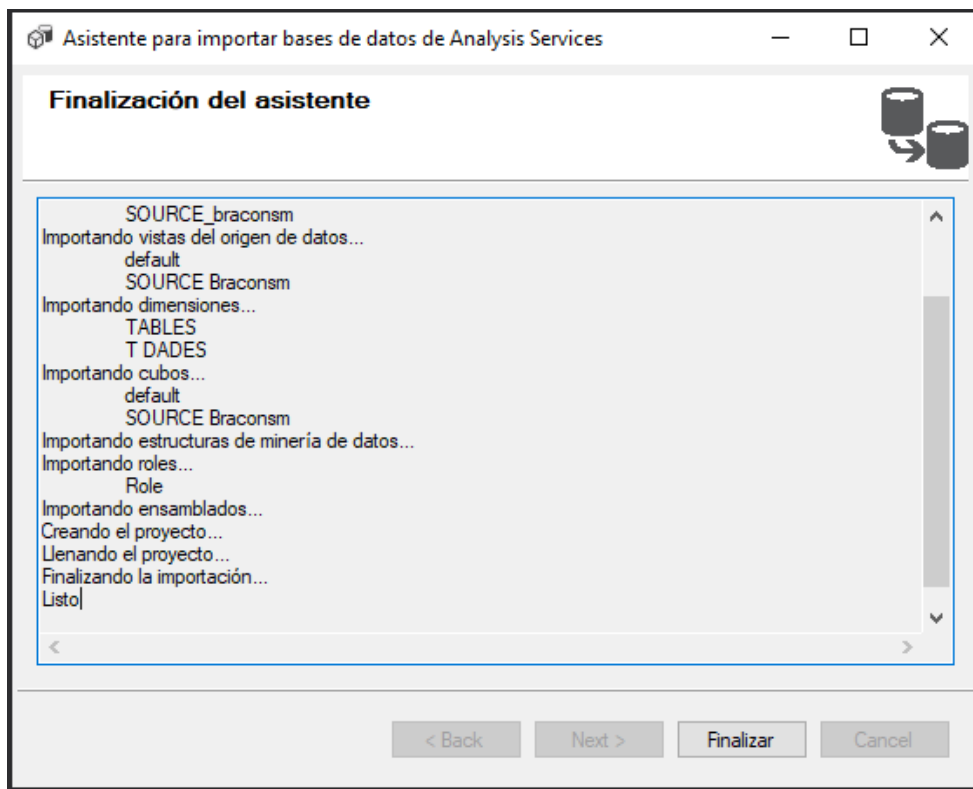 Asistente para importar bases de datos de Analysis Services
Finalización del asistente
SOURCE_braconsm
Importando vistas del origen de datos...
default
SOURCE Braconsm
Importando dimensiones...
TABLES
T DADES
Importando cubos...
default
SOURCE Braconsm
Importando estructuras de minería de datos...
Importando roles...
Role
Importando ensamblados...
Creando el proyecto...
Llenando el proyecto...
Finalizando la importación...
Listo
< Back Next > Finalizar Cancel